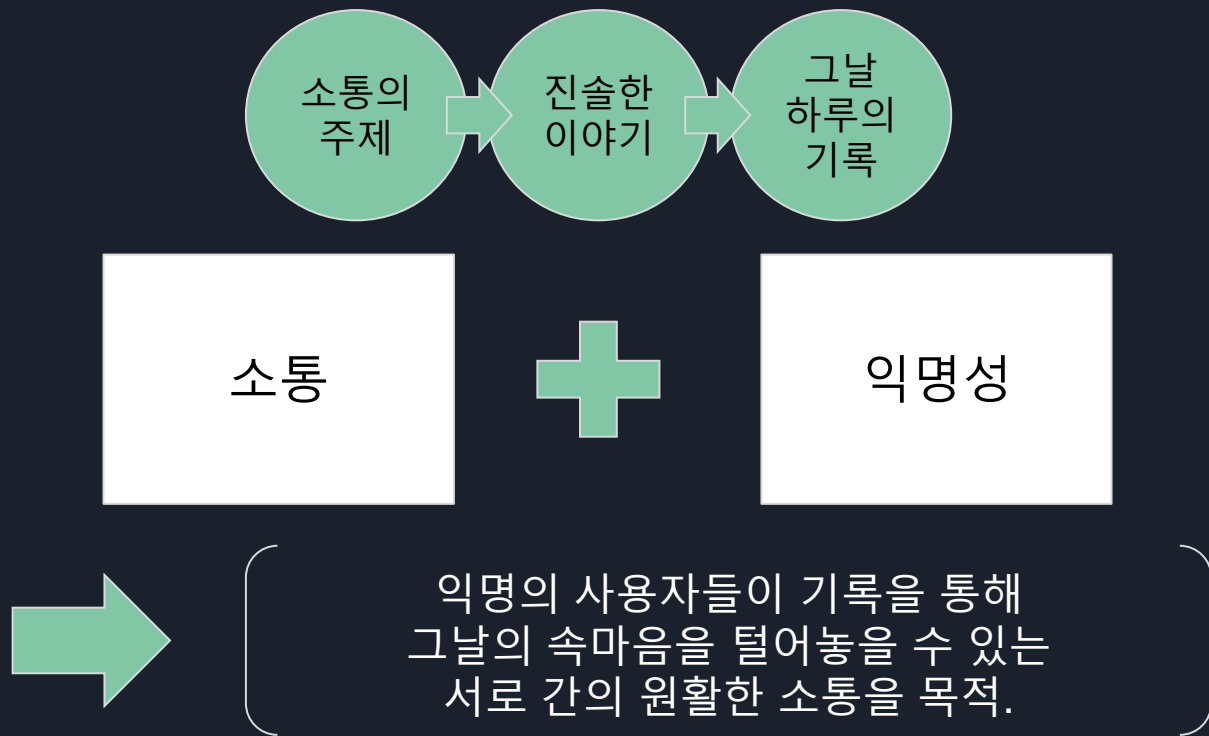 소통의
주제
진솔한
이야기
그날
하루의
기록
소통
익명성
익명의 사용자들이 기록을 통해
그날의 속마음을 털어놓을 수 있는
서로 간의 원활한 소통을 목적.